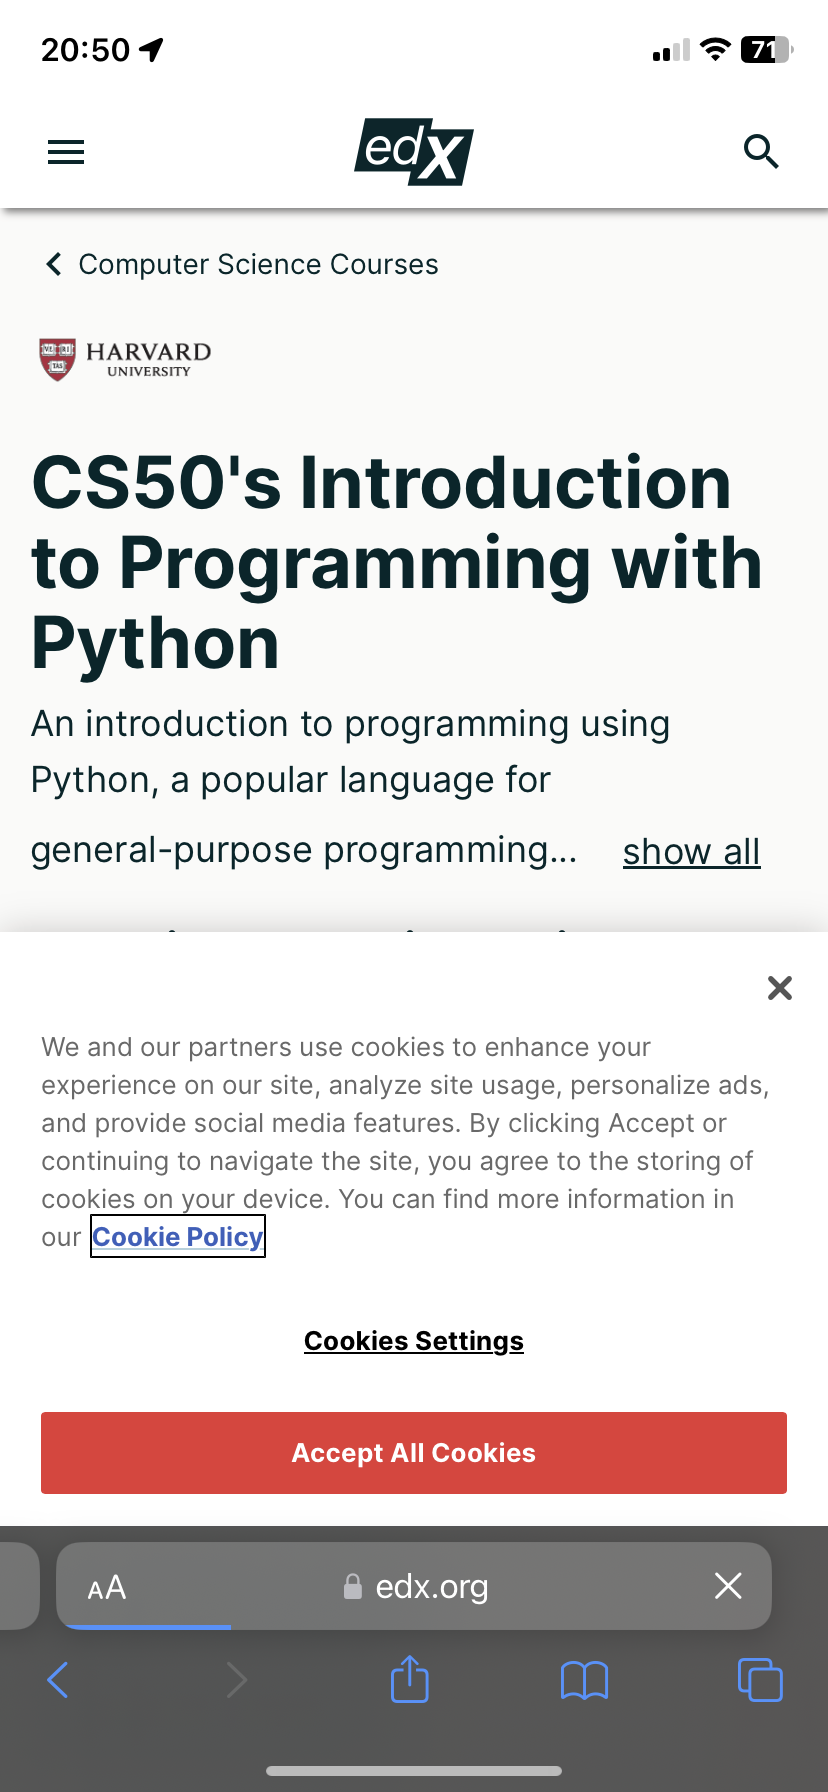 20:50
71
edX
Computer Science Courses
VE RI TAS
HARVARD
UNIVERSITY
CS50's Introduction
to Programming with
Python
An introduction to programming using
Python, a popular language for
general-purpose programming... show all
We and our partners use cookies to enhance your
experience on our site, analyze site usage, personalize ads,
and provide social media features. By clicking Accept or
continuing to navigate the site, you agree to the storing of
cookies on your device. You can find more information in
our Cookie Policy
Cookies Settings
Accept All Cookies
AA edx.org